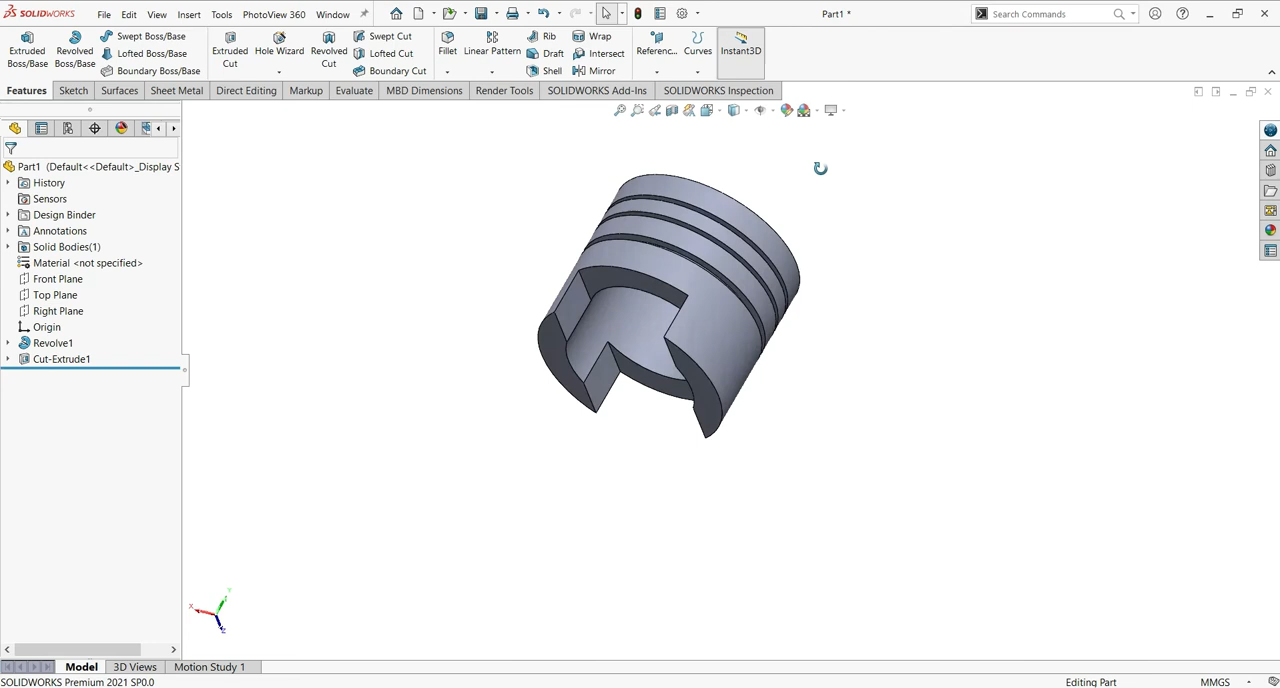 SOLIDWORKS File Edit View Insert Tools PhotoView 360 Window Part1 * Search Commands
Extruded Boss/Base
Revolved Boss/Base
Swept Boss/Base
Lofted Boss/Base
Boundary Boss/Base
Extruded Cut
Hole Wizard
Revolved Cut
Swept Cut
Lofted Cut
Boundary Cut
Fillet
Linear Pattern
Rib
Draft
Shell
Wrap
Intersect
Mirror
Referenc...
Curves
Instant3D
Features Sketch Surfaces Sheet Metal Direct Editing Markup Evaluate MBD Dimensions Render Tools SOLIDWORKS Add-Ins SOLIDWORKS Inspection
Part1 (Default<<Default>_Display S
History
Sensors
Design Binder
Annotations
Solid Bodies(1)
Material <not specified>
Front Plane
Top Plane
Right Plane
Origin
Revolve1
Cut-Extrude1
Y
X
Z
Model 3D Views Motion Study 1
SOLIDWORKS Premium 2021 SP0.0 Editing Part MMGS